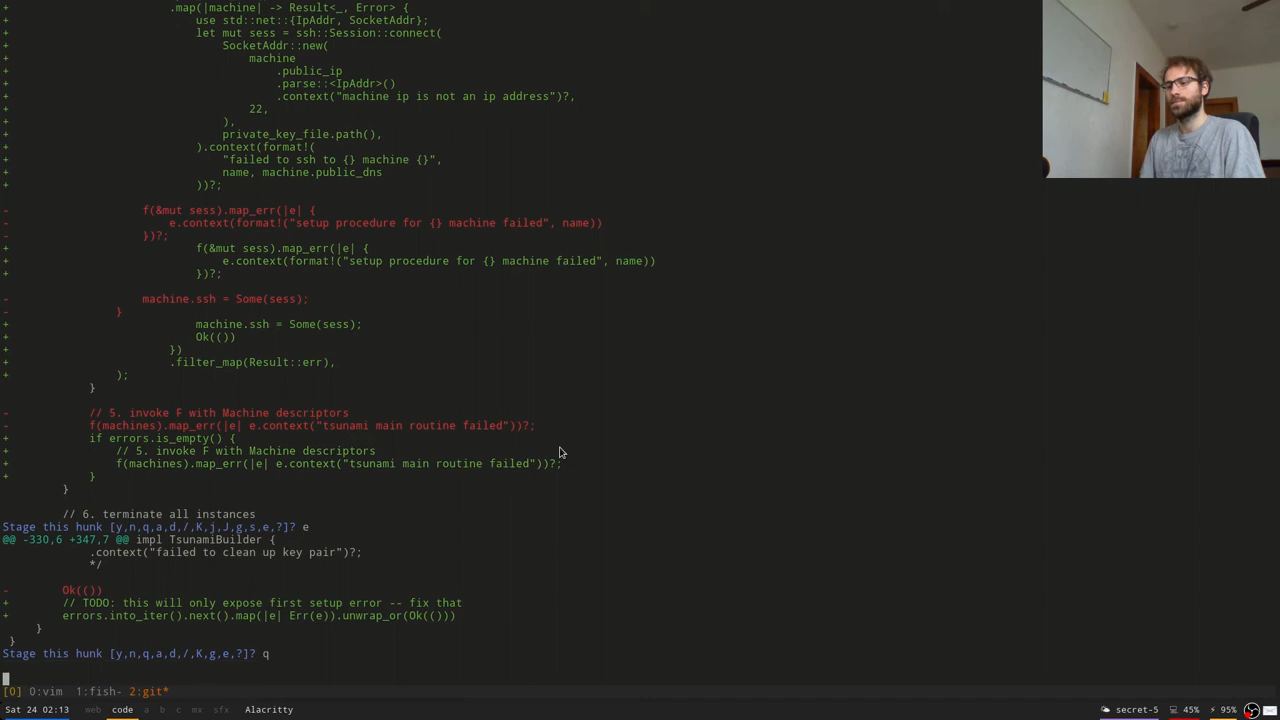 +                         .map(|machine| -> Result<_, Error> {
+                             use std::net::{IpAddr, SocketAddr};
+                             let mut sess = ssh::Session::connect(
+                                 SocketAddr::new(
+                                     machine
+                                         .public_ip
+                                         .parse::<IpAddr>()
+                                         .context("machine ip is not an ip address")?,
+                                     22,
+                                 ),
+                                 private_key_file.path(),
+                             ).context(format!(
+                                 "failed to ssh to {} machine {}",
+                                 name, machine.public_dns
+                             ))?;
-                     f(&mut sess).map_err(|e| {
-                         e.context(format!("setup procedure for {} machine failed", name))
-                     })?;
+                             f(&mut sess).map_err(|e| {
+                                 e.context(format!("setup procedure for {} machine failed", name))
+                             })?;
-                     machine.ssh = Some(sess);
-                 }
+                             machine.ssh = Some(sess);
+                             Ok(())
+                         })
+                         .filter_map(Result::err),
+                 );
             }
-             // 5. invoke F with Machine descriptors
-             f(machines).map_err(|e| e.context("tsunami main routine failed"))?;
+             if errors.is_empty() {
+                 // 5. invoke F with Machine descriptors
+                 f(machines).map_err(|e| e.context("tsunami main routine failed"))?;
+             }
         }
         // 6. terminate all instances
Stage this hunk [y,n,q,a,d,/,K,j,J,g,s,e,?]? e
@@ -330,6 +347,7 @@ impl TsunamiBuilder {
             .context("failed to clean up key pair")?;
             */
-         Ok(())
+         // TODO: this will only expose first setup error -- fix that
+         errors.into_iter().next().map(|e| Err(e)).unwrap_or(Ok(()))
     }
 }
Stage this hunk [y,n,q,a,d,/,K,g,e,?]? q
[0] 0:vim  1:fish- 2:git*
Sat 24 02:13 web code a b c mx sfx Alacritty secret-5 45% 95%